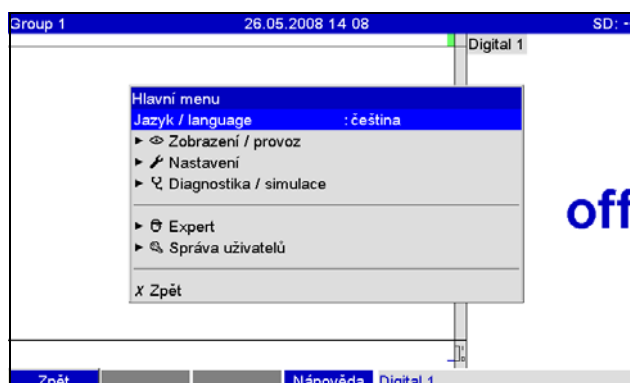 Group 1 26.05.2008 14 08 SD: -
Digital 1
Hlavní menu
Jazyk / language : čeština
Zobrazení / provoz
Nastavení
Diagnostika / simulace
off
Expert
Správa uživatelů
X Zpět
Zpět Nápověda Digital 1